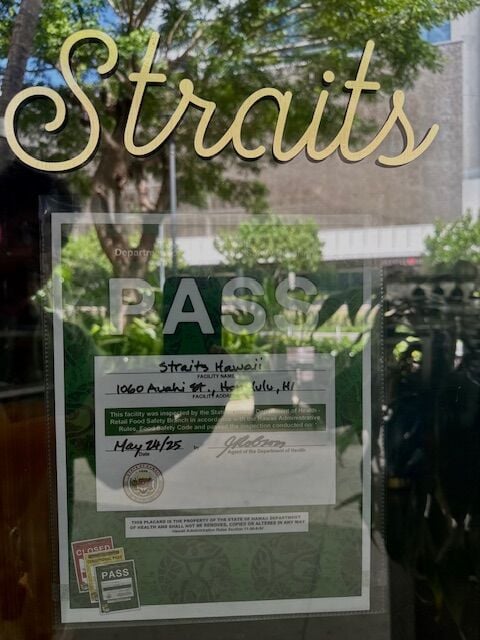 Straits
Department
PASS
Straits Hawaii
FACILITY NAME
1060 Auahi St., Honolulu, HI
FACILITY ADDRESS
This facility was inspected by the State Department of Health -
Retail Food Safety Branch in accordance with the Hawaii Administrative
Rules, Food Safety Code and passed the inspection conducted on:
May 24/25
Date
by
Agent of the Department of Health
THIS PLACARD IS THE PROPERTY OF THE STATE OF HAWAII DEPARTMENT
OF HEALTH AND SHALL NOT BE REMOVED, COPIED OR ALTERED IN ANY WAY
CLOSED
PASS